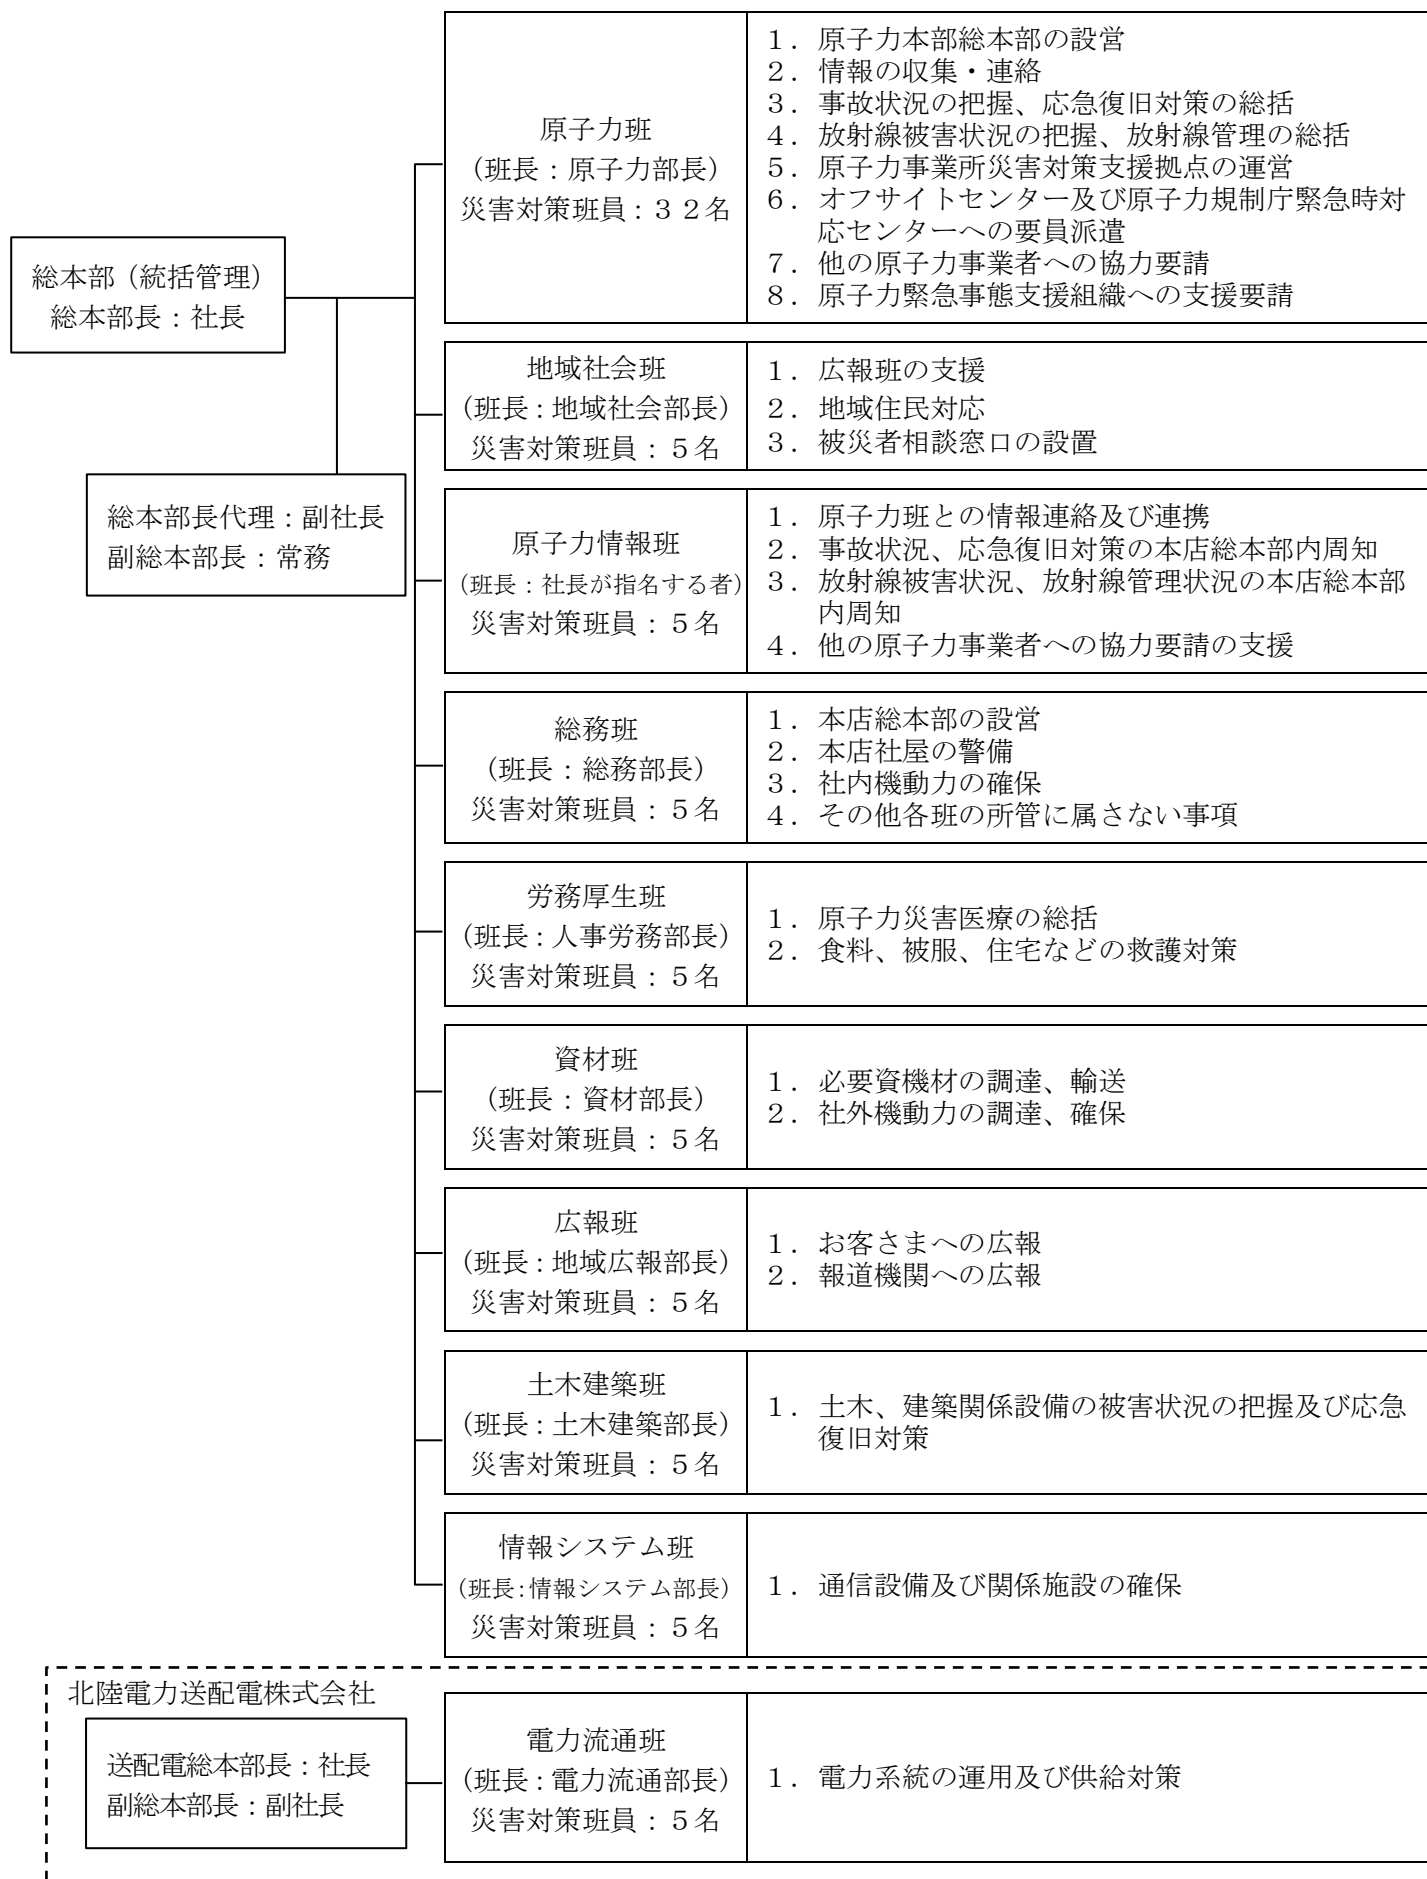 総本部（統括管理）
総本部長：社長
総本部長代理：副社長
副総本部長：常務
原子力班
（班長：原子力部長）
災害対策班員：３２名
１．原子力本部総本部の設営
２．情報の収集・連絡
３．事故状況の把握、応急復旧対策の総括
４．放射線被害状況の把握、放射線管理の総括
５．原子力事業所災害対策支援拠点の運営
６．オフサイトセンター及び原子力規制庁緊急時対
応センターへの要員派遣
７．他の原子力事業者への協力要請
８．原子力緊急事態支援組織への支援要請
地域社会班
（班長：地域社会部長）
災害対策班員：５名
１．広報班の支援
２．地域住民対応
３．被災者相談窓口の設置
原子力情報班
（班長：社長が指名する者）
災害対策班員：５名
１．原子力班との情報連絡及び連携
２．事故状況、応急復旧対策の本店総本部内周知
３．放射線被害状況、放射線管理状況の本店総本部
内周知
４．他の原子力事業者への協力要請の支援
総務班
（班長：総務部長）
災害対策班員：５名
１．本店総本部の設営
２．本店社屋の警備
３．社内機動力の確保
４．その他各班の所管に属さない事項
労務厚生班
（班長：人事労務部長）
災害対策班員：５名
１．原子力災害医療の総括
２．食料、被服、住宅などの救護対策
資材班
（班長：資材部長）
災害対策班員：５名
１．必要資機材の調達、輸送
２．社外機動力の調達、確保
広報班
（班長：地域広報部長）
災害対策班員：５名
１．お客さまへの広報
２．報道機関への広報
土木建築班
（班長：土木建築部長）
災害対策班員：５名
１．土木、建築関係設備の被害状況の把握及び応急
復旧対策
情報システム班
（班長：情報システム部長）
災害対策班員：５名
１．通信設備及び関係施設の確保
北陸電力送配電株式会社
送配電総本部長：社長
副総本部長：副社長
電力流通班
（班長：電力流通部長）
災害対策班員：５名
１．電力系統の運用及び供給対策